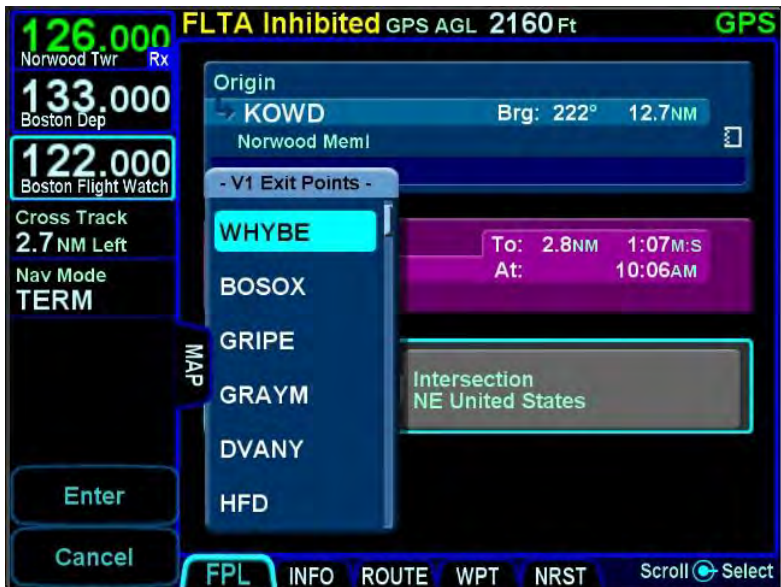 126.000
Norwood Twr Rx
133.000
Boston Dep
122.000
Boston Flight Watch
Cross Track
2.7 NM Left
Nav Mode
TERM
Enter
Cancel
FLTA Inhibited GPS AGL 2160 Ft GPS
MAP
Origin
KOWD Brg: 222° 12.7NM
Norwood Meml
- V1 Exit Points -
WHYBE
BOSOX
GRIPE
GRAYM
DVANY
HFD
To: 2.8NM 1:07M:S
At: 10:06AM
Intersection
NE United States
FPL INFO ROUTE WPT NRST Scroll Select